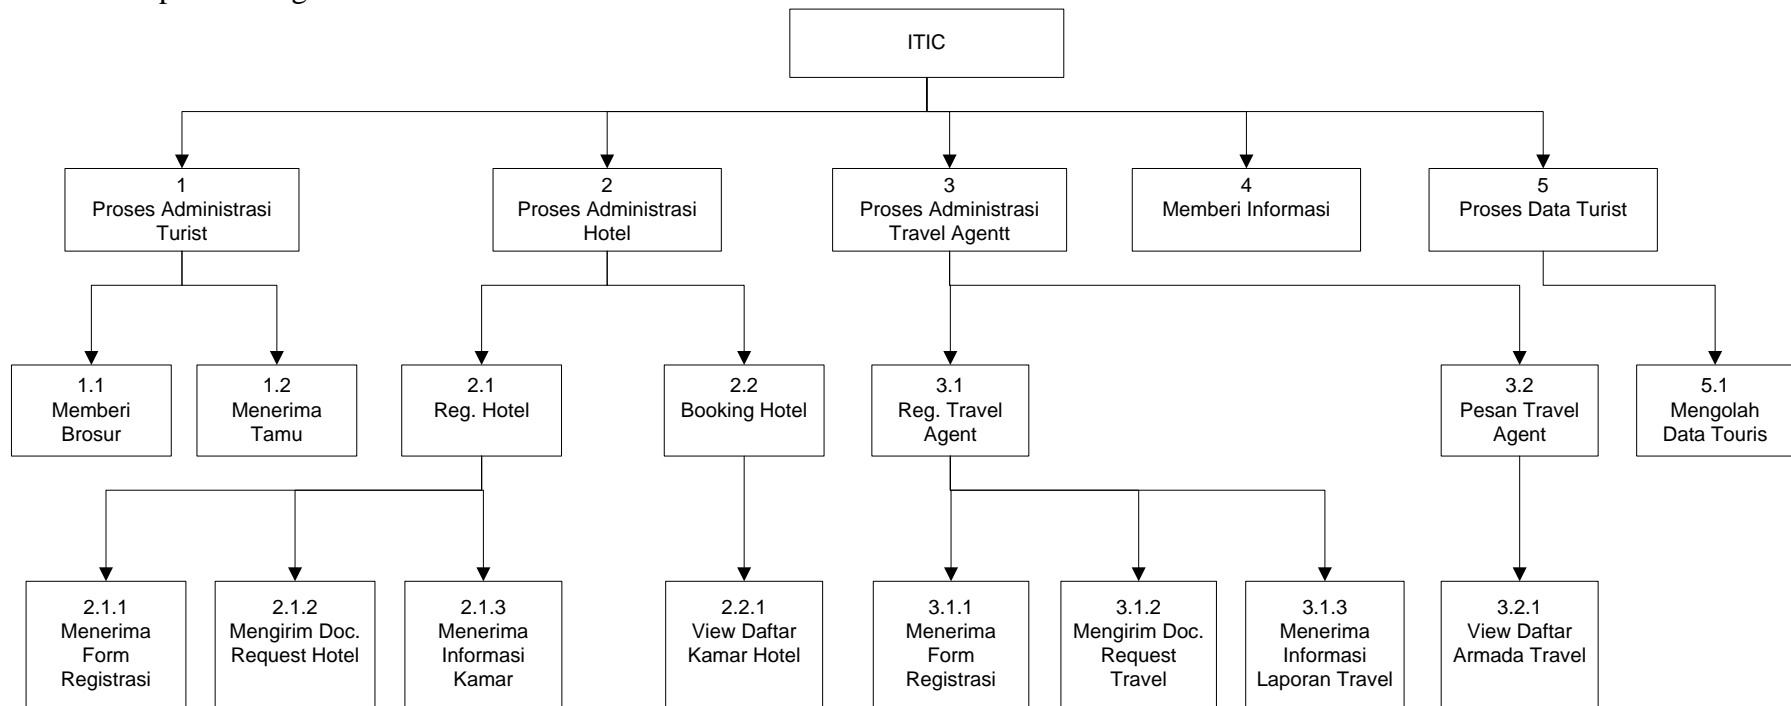 ITIC
1
Proses Administrasi
Turist
2
Proses Administrasi
Hotel
3
Proses Administrasi
Travel Agentt
4
Memberi Informasi
5
Proses Data Turist
1.1
Memberi
Brosur
1.2
Menerima
Tamu
2.1
Reg. Hotel
2.2
Booking Hotel
3.1
Reg. Travel
Agent
3.2
Pesan Travel
Agent
5.1
Mengolah
Data Touris
2.1.1
Menerima
Form
Registrasi
2.1.2
Mengirim Doc.
Request Hotel
2.1.3
Menerima
Informasi
Kamar
2.2.1
View Daftar
Kamar Hotel
3.1.1
Menerima
Form
Registrasi
3.1.2
Mengirim Doc.
Request
Travel
3.1.3
Menerima
Informasi
Laporan Travel
3.2.1
View Daftar
Armada Travel